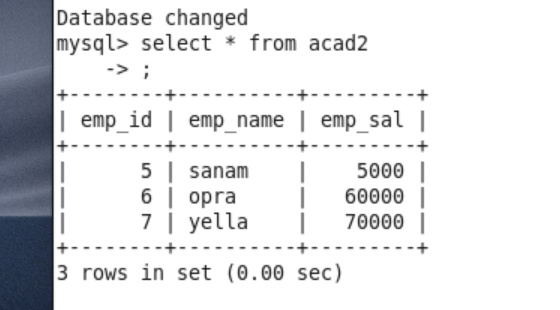 Database changed
mysql> select * from acad2
    -> ;
+--------+----------+---------+
| emp_id | emp_name | emp_sal |
+--------+----------+---------+
|      5 | sanam    |    5000 |
|      6 | opra     |   60000 |
|      7 | yella    |   70000 |
+--------+----------+---------+
3 rows in set (0.00 sec)